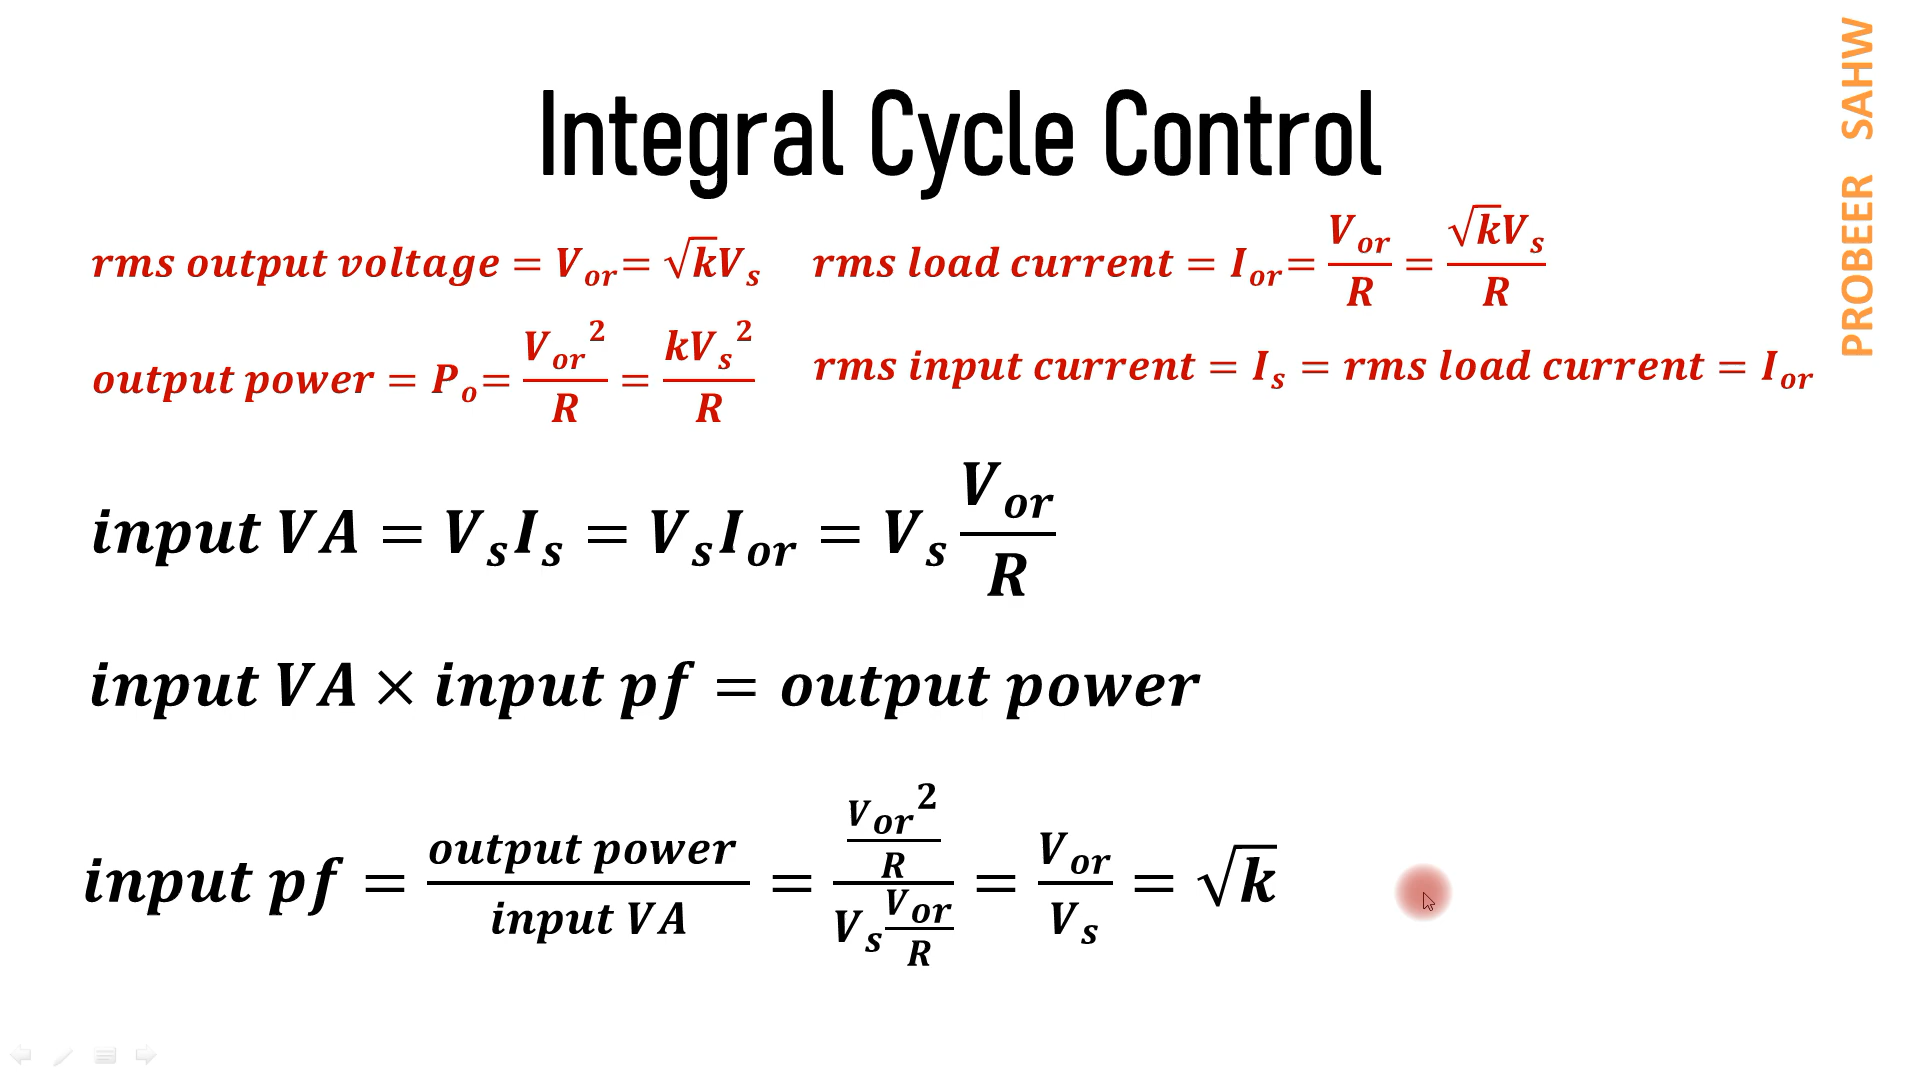 Integral Cycle Control
PROBEER SAHW
rms output voltage = V_or = √k V_s
rms load current = I_or = V_or/R = √k V_s/R
output power = P_o = V_or²/R = kV_s²/R
rms input current = I_s = rms load current = I_or
input VA = V_s I_s = V_s I_or = V_s V_or/R
input VA × input pf = output power
input pf = output power/input VA = (V_or²/R)/(V_s V_or/R) = V_or/V_s = √k